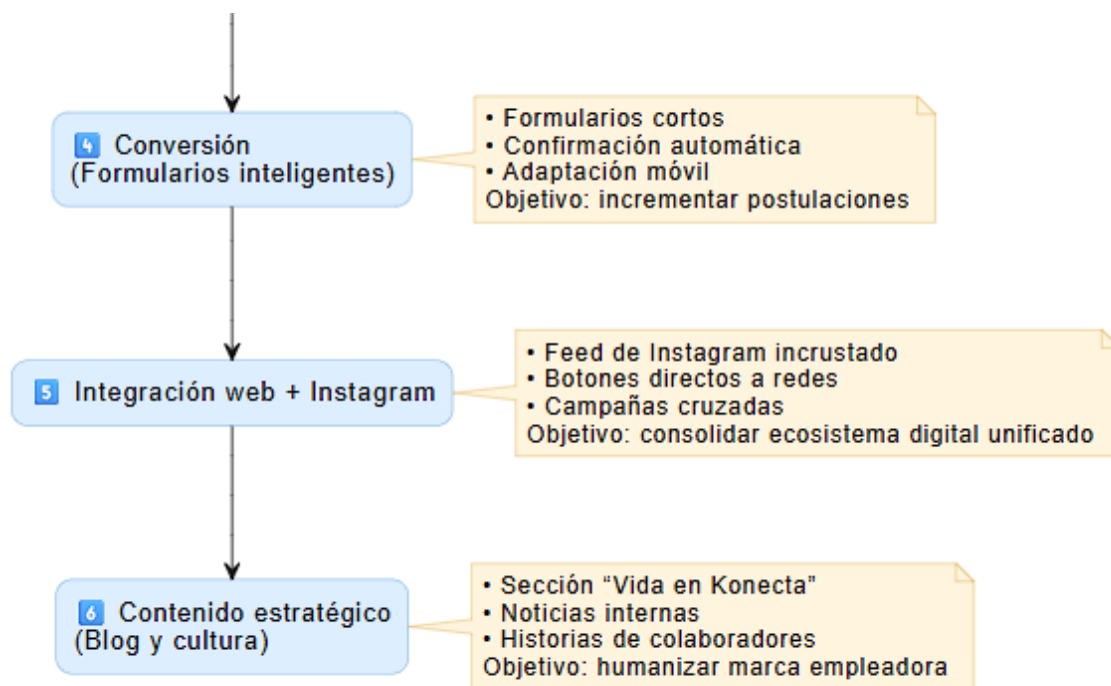 4 Conversión
(Formularios inteligentes)
• Formularios cortos
• Confirmación automática
• Adaptación móvil
Objetivo: incrementar postulaciones
5 Integración web + Instagram
• Feed de Instagram incrustado
• Botones directos a redes
• Campañas cruzadas
Objetivo: consolidar ecosistema digital unificado
6 Contenido estratégico
(Blog y cultura)
• Sección “Vida en Konecta”
• Noticias internas
• Historias de colaboradores
Objetivo: humanizar marca empleadora